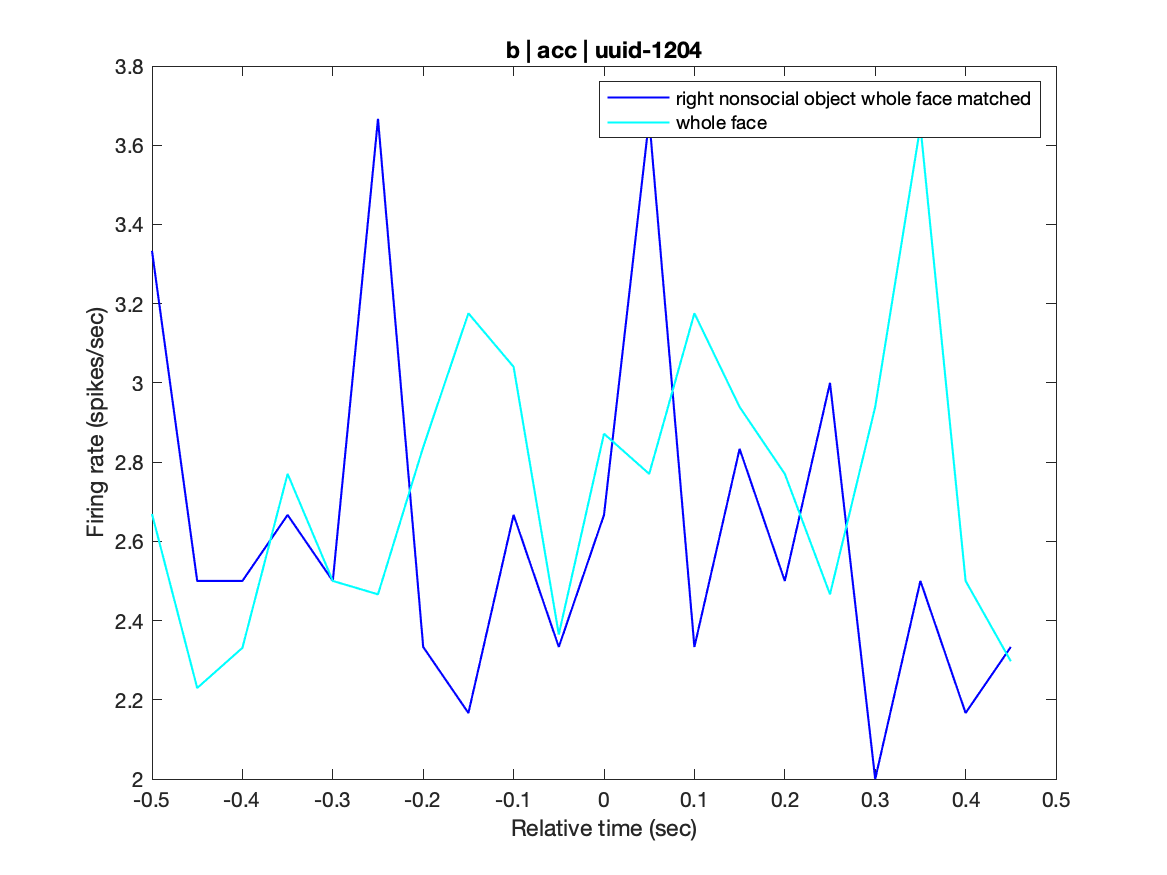 b | acc | uuid-1204
3.8
3.6
3.4
3.2
3
2.8
2.6
2.4
2.2
2
Firing rate (spikes/sec)
right nonsocial object whole face matched
whole face
-0.5 -0.4 -0.3 -0.2 -0.1 0 0.1 0.2 0.3 0.4 0.5
Relative time (sec)